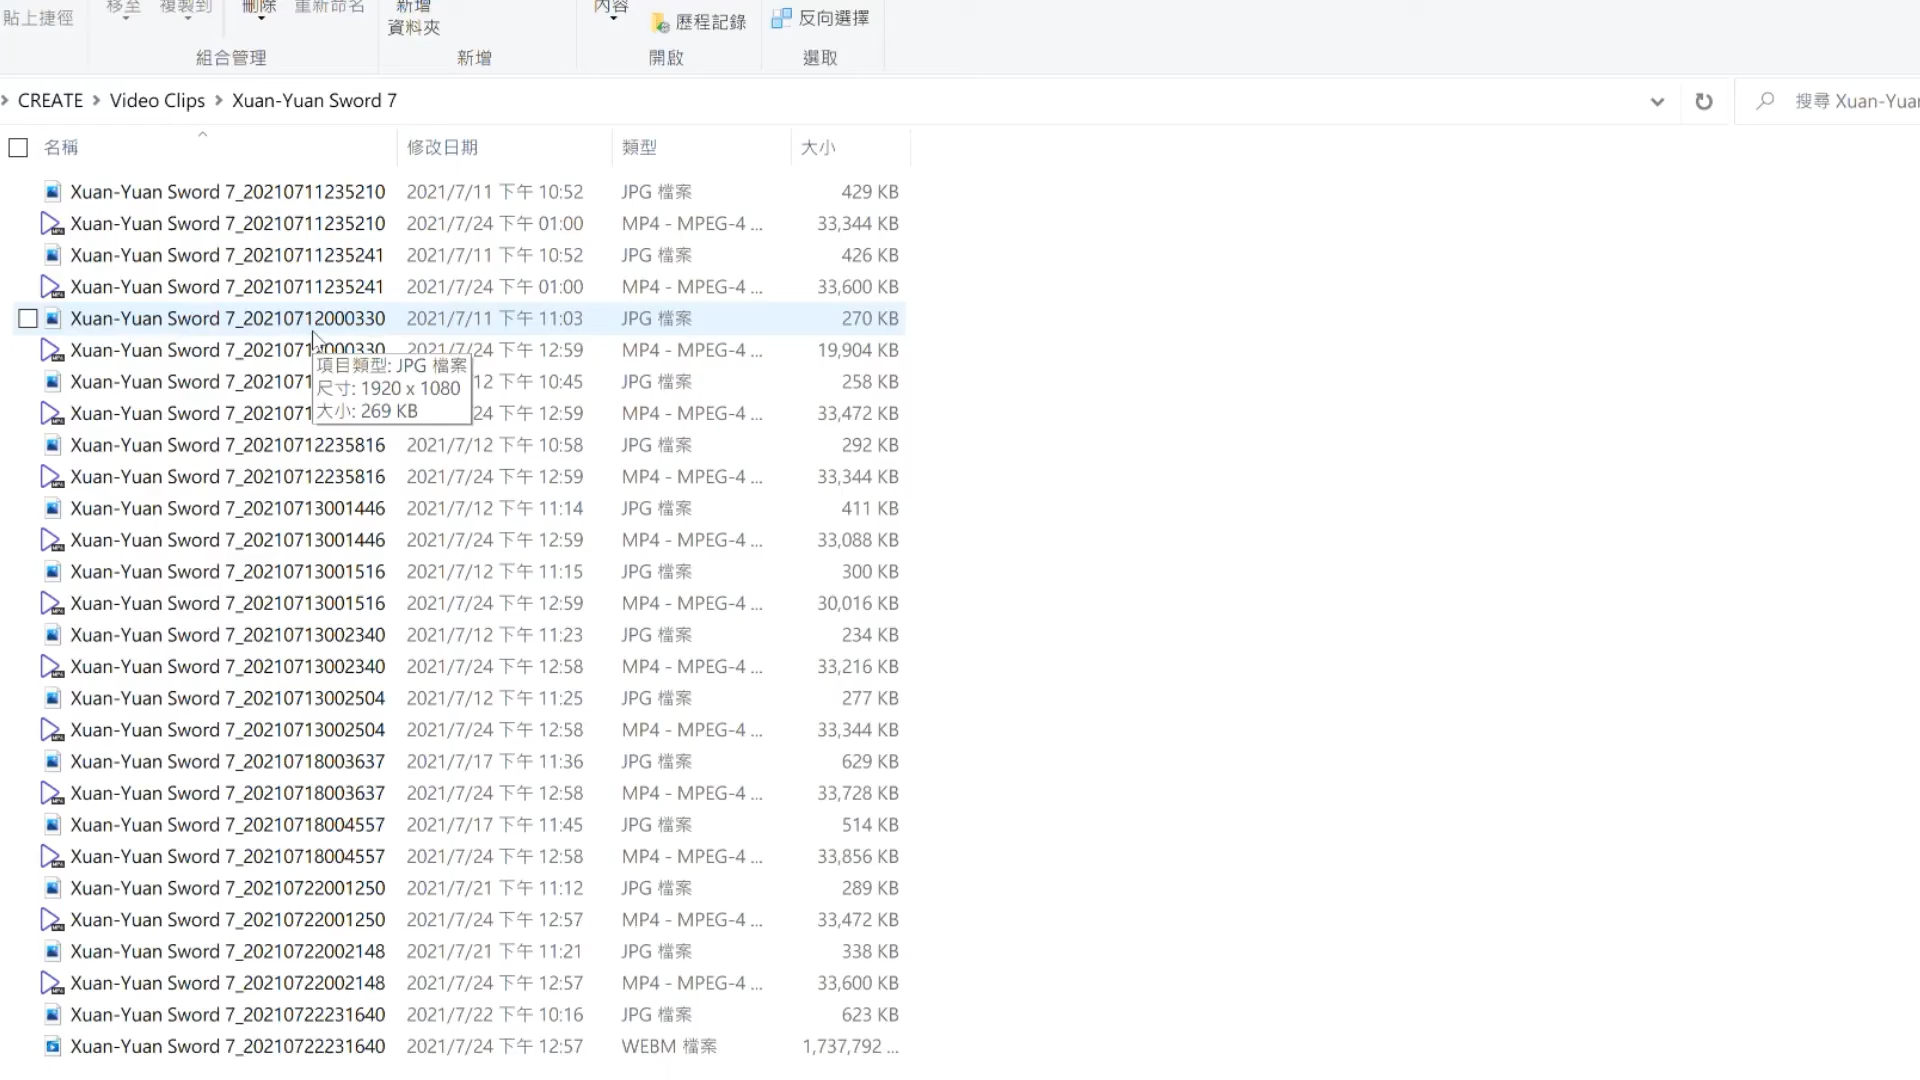 貼上捷徑 移至 複製到 刪除 重新命名 新增 內容
資料夾 歷程記錄 反向選擇
組合管理 新增 開啟 選取
CREATE Video Clips Xuan-Yuan Sword 7 搜尋 Xuan-Yuan
名稱 修改日期 類型 大小
Xuan-Yuan Sword 7_20210711235210 2021/7/11 下午 10:52 JPG 檔案 429 KB
Xuan-Yuan Sword 7_20210711235210 2021/7/24 下午 01:00 MP4 - MPEG-4 ... 33,344 KB
Xuan-Yuan Sword 7_20210711235241 2021/7/11 下午 10:52 JPG 檔案 426 KB
Xuan-Yuan Sword 7_20210711235241 2021/7/24 下午 01:00 MP4 - MPEG-4 ... 33,600 KB
Xuan-Yuan Sword 7_20210712000330 2021/7/11 下午 11:03 JPG 檔案 270 KB
Xuan-Yuan Sword 7_20210712000330 2021/7/24 下午 12:59 MP4 - MPEG-4 ... 19,904 KB
項目類型: JPG 檔案
尺寸: 1920 x 1080
大小: 269 KB
Xuan-Yuan Sword 7_202107 12 下午 10:45 JPG 檔案 258 KB
Xuan-Yuan Sword 7_202107 24 下午 12:59 MP4 - MPEG-4 ... 33,472 KB
Xuan-Yuan Sword 7_20210712235816 2021/7/12 下午 10:58 JPG 檔案 292 KB
Xuan-Yuan Sword 7_20210712235816 2021/7/24 下午 12:59 MP4 - MPEG-4 ... 33,344 KB
Xuan-Yuan Sword 7_20210713001446 2021/7/12 下午 11:14 JPG 檔案 411 KB
Xuan-Yuan Sword 7_20210713001446 2021/7/24 下午 12:59 MP4 - MPEG-4 ... 33,088 KB
Xuan-Yuan Sword 7_20210713001516 2021/7/12 下午 11:15 JPG 檔案 300 KB
Xuan-Yuan Sword 7_20210713001516 2021/7/24 下午 12:59 MP4 - MPEG-4 ... 30,016 KB
Xuan-Yuan Sword 7_20210713002340 2021/7/12 下午 11:23 JPG 檔案 234 KB
Xuan-Yuan Sword 7_20210713002340 2021/7/24 下午 12:58 MP4 - MPEG-4 ... 33,216 KB
Xuan-Yuan Sword 7_20210713002504 2021/7/12 下午 11:25 JPG 檔案 277 KB
Xuan-Yuan Sword 7_20210713002504 2021/7/24 下午 12:58 MP4 - MPEG-4 ... 33,344 KB
Xuan-Yuan Sword 7_20210718003637 2021/7/17 下午 11:36 JPG 檔案 629 KB
Xuan-Yuan Sword 7_20210718003637 2021/7/24 下午 12:58 MP4 - MPEG-4 ... 33,728 KB
Xuan-Yuan Sword 7_20210718004557 2021/7/17 下午 11:45 JPG 檔案 514 KB
Xuan-Yuan Sword 7_20210718004557 2021/7/24 下午 12:58 MP4 - MPEG-4 ... 33,856 KB
Xuan-Yuan Sword 7_20210722001250 2021/7/21 下午 11:12 JPG 檔案 289 KB
Xuan-Yuan Sword 7_20210722001250 2021/7/24 下午 12:57 MP4 - MPEG-4 ... 33,472 KB
Xuan-Yuan Sword 7_20210722002148 2021/7/21 下午 11:21 JPG 檔案 338 KB
Xuan-Yuan Sword 7_20210722002148 2021/7/24 下午 12:57 MP4 - MPEG-4 ... 33,600 KB
Xuan-Yuan Sword 7_20210722231640 2021/7/22 下午 10:16 JPG 檔案 623 KB
Xuan-Yuan Sword 7_20210722231640 2021/7/24 下午 12:57 WEBM 檔案 1,737,792 ...